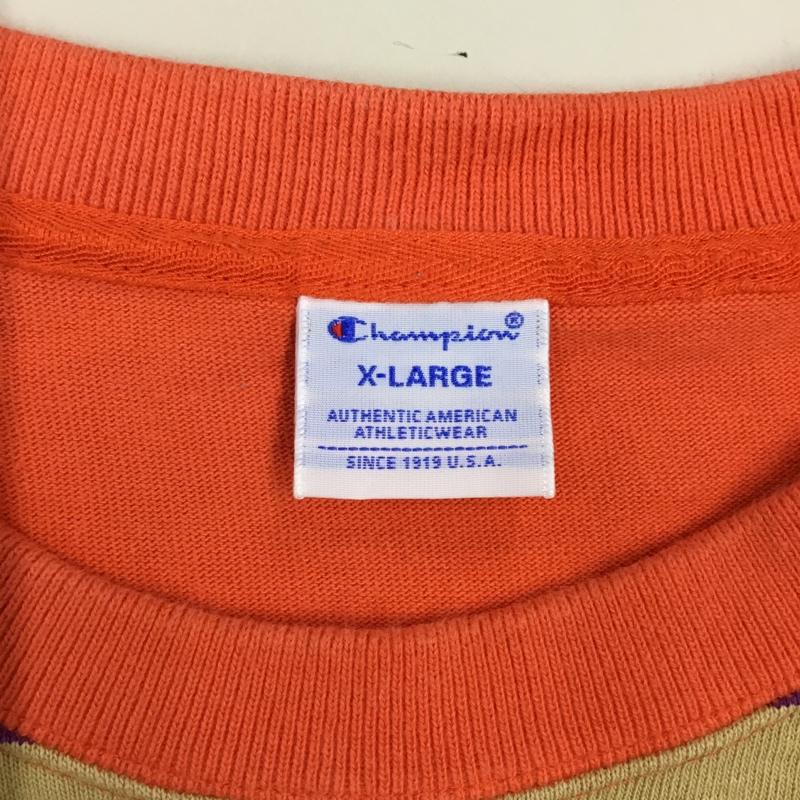 Champion®
X-LARGE
AUTHENTIC AMERICAN
ATHLETICWEAR
SINCE 1919 U.S.A.